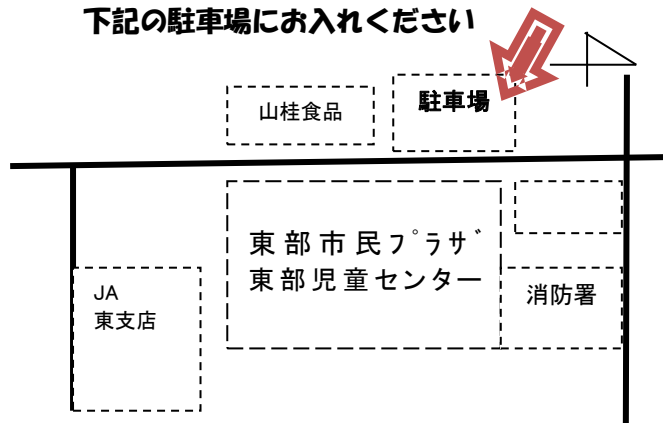 下記の駐車場にお入れください
山桂食品
駐車場
東部市民ﾌﾟﾗｻﾞ
東部児童センター
JA
東支店
消防署